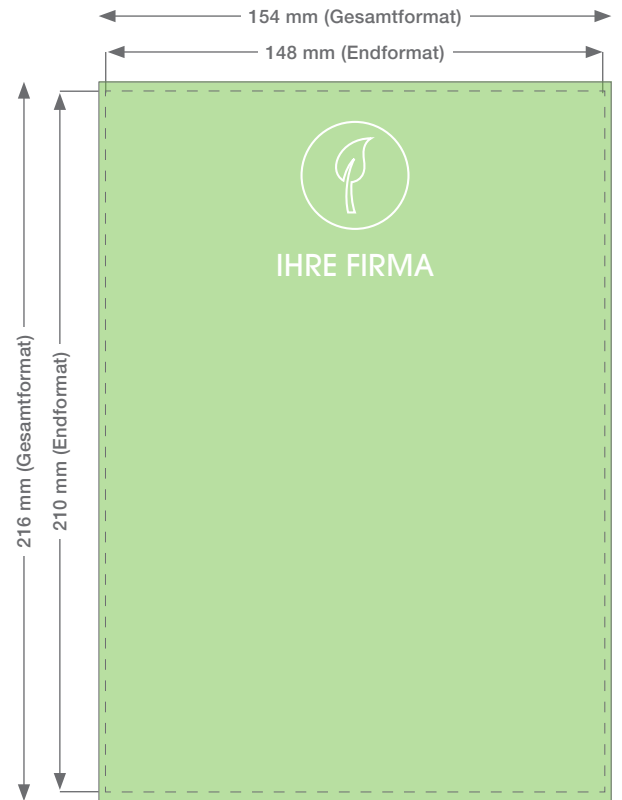 154 mm (Gesamtformat)
148 mm (Endformat)
IHRE FIRMA
216 mm (Gesamtformat)
210 mm (Endformat)